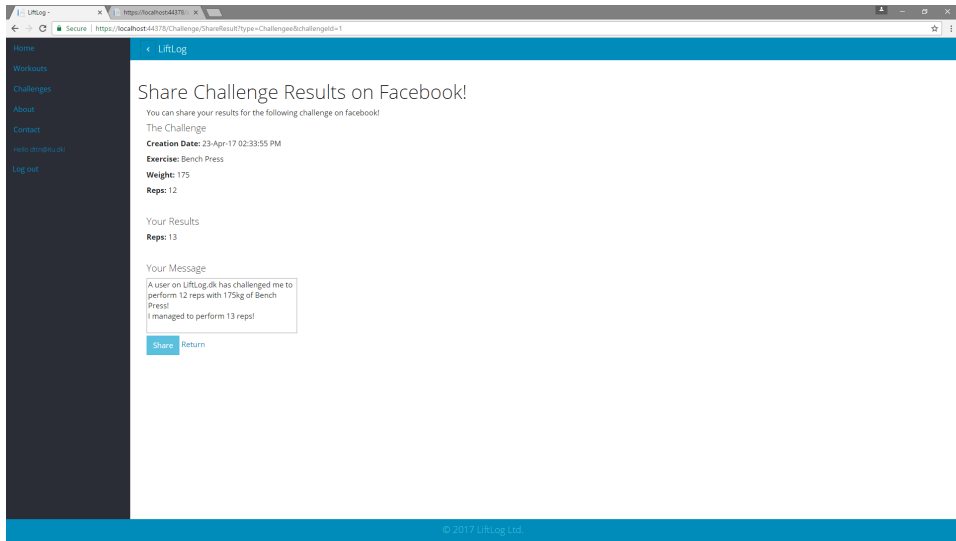 LiftLog -
https://localhost:44378/
Secure | https://localhost:44378/Challenge/ShareResult?type=Challengee&challengeId=1
Home
Workouts
Challenges
About
Contact
Log out
LiftLog
Share Challenge Results on Facebook!
You can share your results for the following challenge on facebook!
The Challenge
Creation Date: 23-Apr-17 02:33:55 PM
Exercise: Bench Press
Weight: 175
Reps: 12
Your Results
Reps: 13
Your Message
A user on LiftLog.dk has challenged me to
perform 12 reps with 175kg of Bench
Press!
I managed to perform 13 reps!
Share Return
© 2017 LiftLog Ltd.